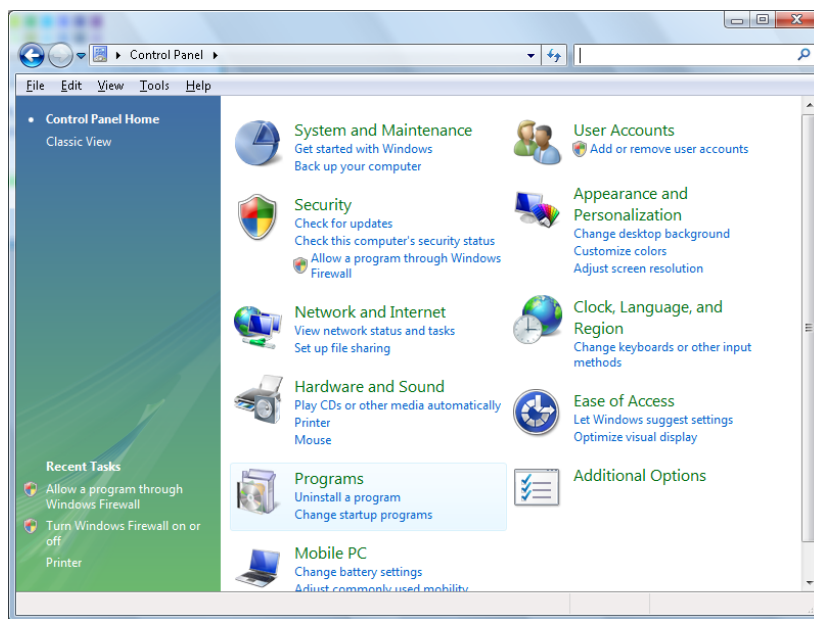 Control Panel
File Edit View Tools Help
Control Panel Home
Classic View
Recent Tasks
Allow a program through
Windows Firewall
Turn Windows Firewall on or
off
Printer
System and Maintenance
Get started with Windows
Back up your computer
Security
Check for updates
Check this computer's security status
Allow a program through Windows
Firewall
Network and Internet
View network status and tasks
Set up file sharing
Hardware and Sound
Play CDs or other media automatically
Printer
Mouse
Programs
Uninstall a program
Change startup programs
Mobile PC
Change battery settings
Adjust commonly used mobility
User Accounts
Add or remove user accounts
Appearance and
Personalization
Change desktop background
Customize colors
Adjust screen resolution
Clock, Language, and
Region
Change keyboards or other input
methods
Ease of Access
Let Windows suggest settings
Optimize visual display
Additional Options